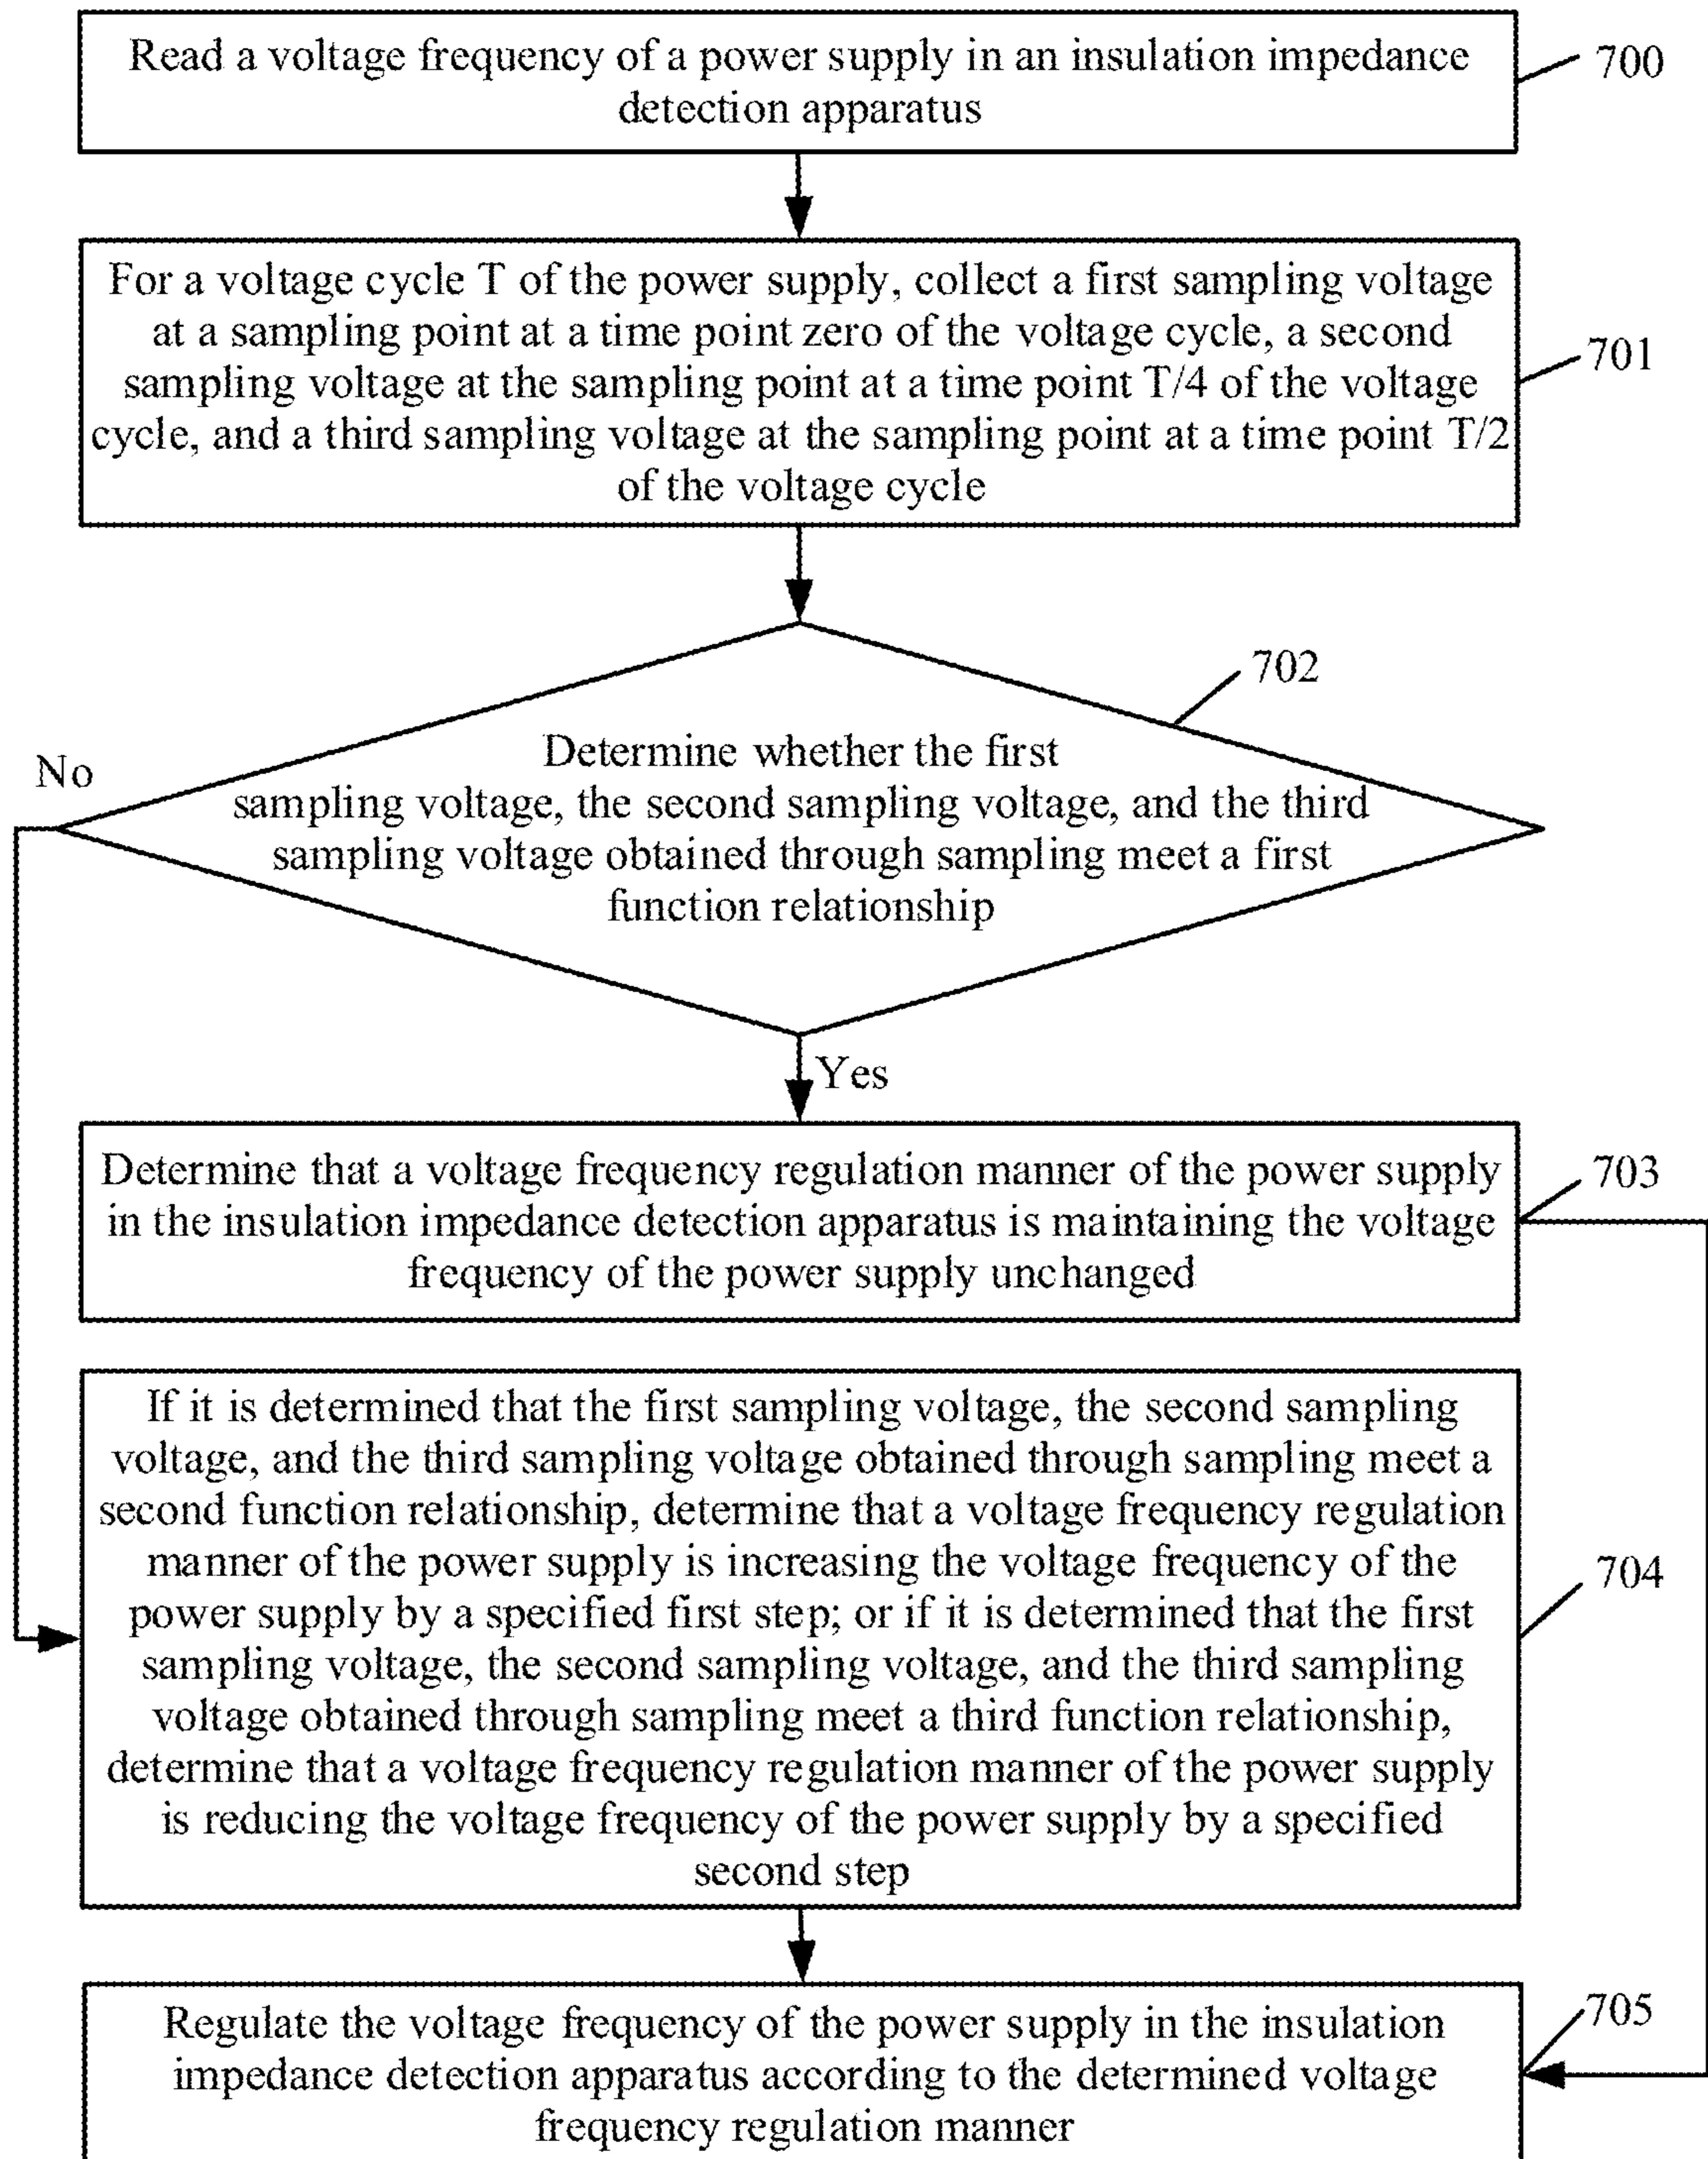 Read a voltage frequency of a power supply in an insulation impedance
detection apparatus
700
For a voltage cycle T of the power supply, collect a first sampling voltage
at a sampling point at a time point zero of the voltage cycle, a second
sampling voltage at the sampling point at a time point T/4 of the voltage
cycle, and a third sampling voltage at the sampling point at a time point T/2
of the voltage cycle
701
702
Determine whether the first
sampling voltage, the second sampling voltage, and the third
sampling voltage obtained through sampling meet a first
function relationship
No
Yes
Determine that a voltage frequency regulation manner of the power supply
in the insulation impedance detection apparatus is maintaining the voltage
frequency of the power supply unchanged
703
If it is determined that the first sampling voltage, the second sampling
voltage, and the third sampling voltage obtained through sampling meet a
second function relationship, determine that a voltage frequency regulation
manner of the power supply is increasing the voltage frequency of the
power supply by a specified first step; or if it is determined that the first
sampling voltage, the second sampling voltage, and the third sampling
voltage obtained through sampling meet a third function relationship,
determine that a voltage frequency regulation manner of the power supply
is reducing the voltage frequency of the power supply by a specified
second step
704
Regulate the voltage frequency of the power supply in the insulation
impedance detection apparatus according to the determined voltage
frequency regulation manner
705